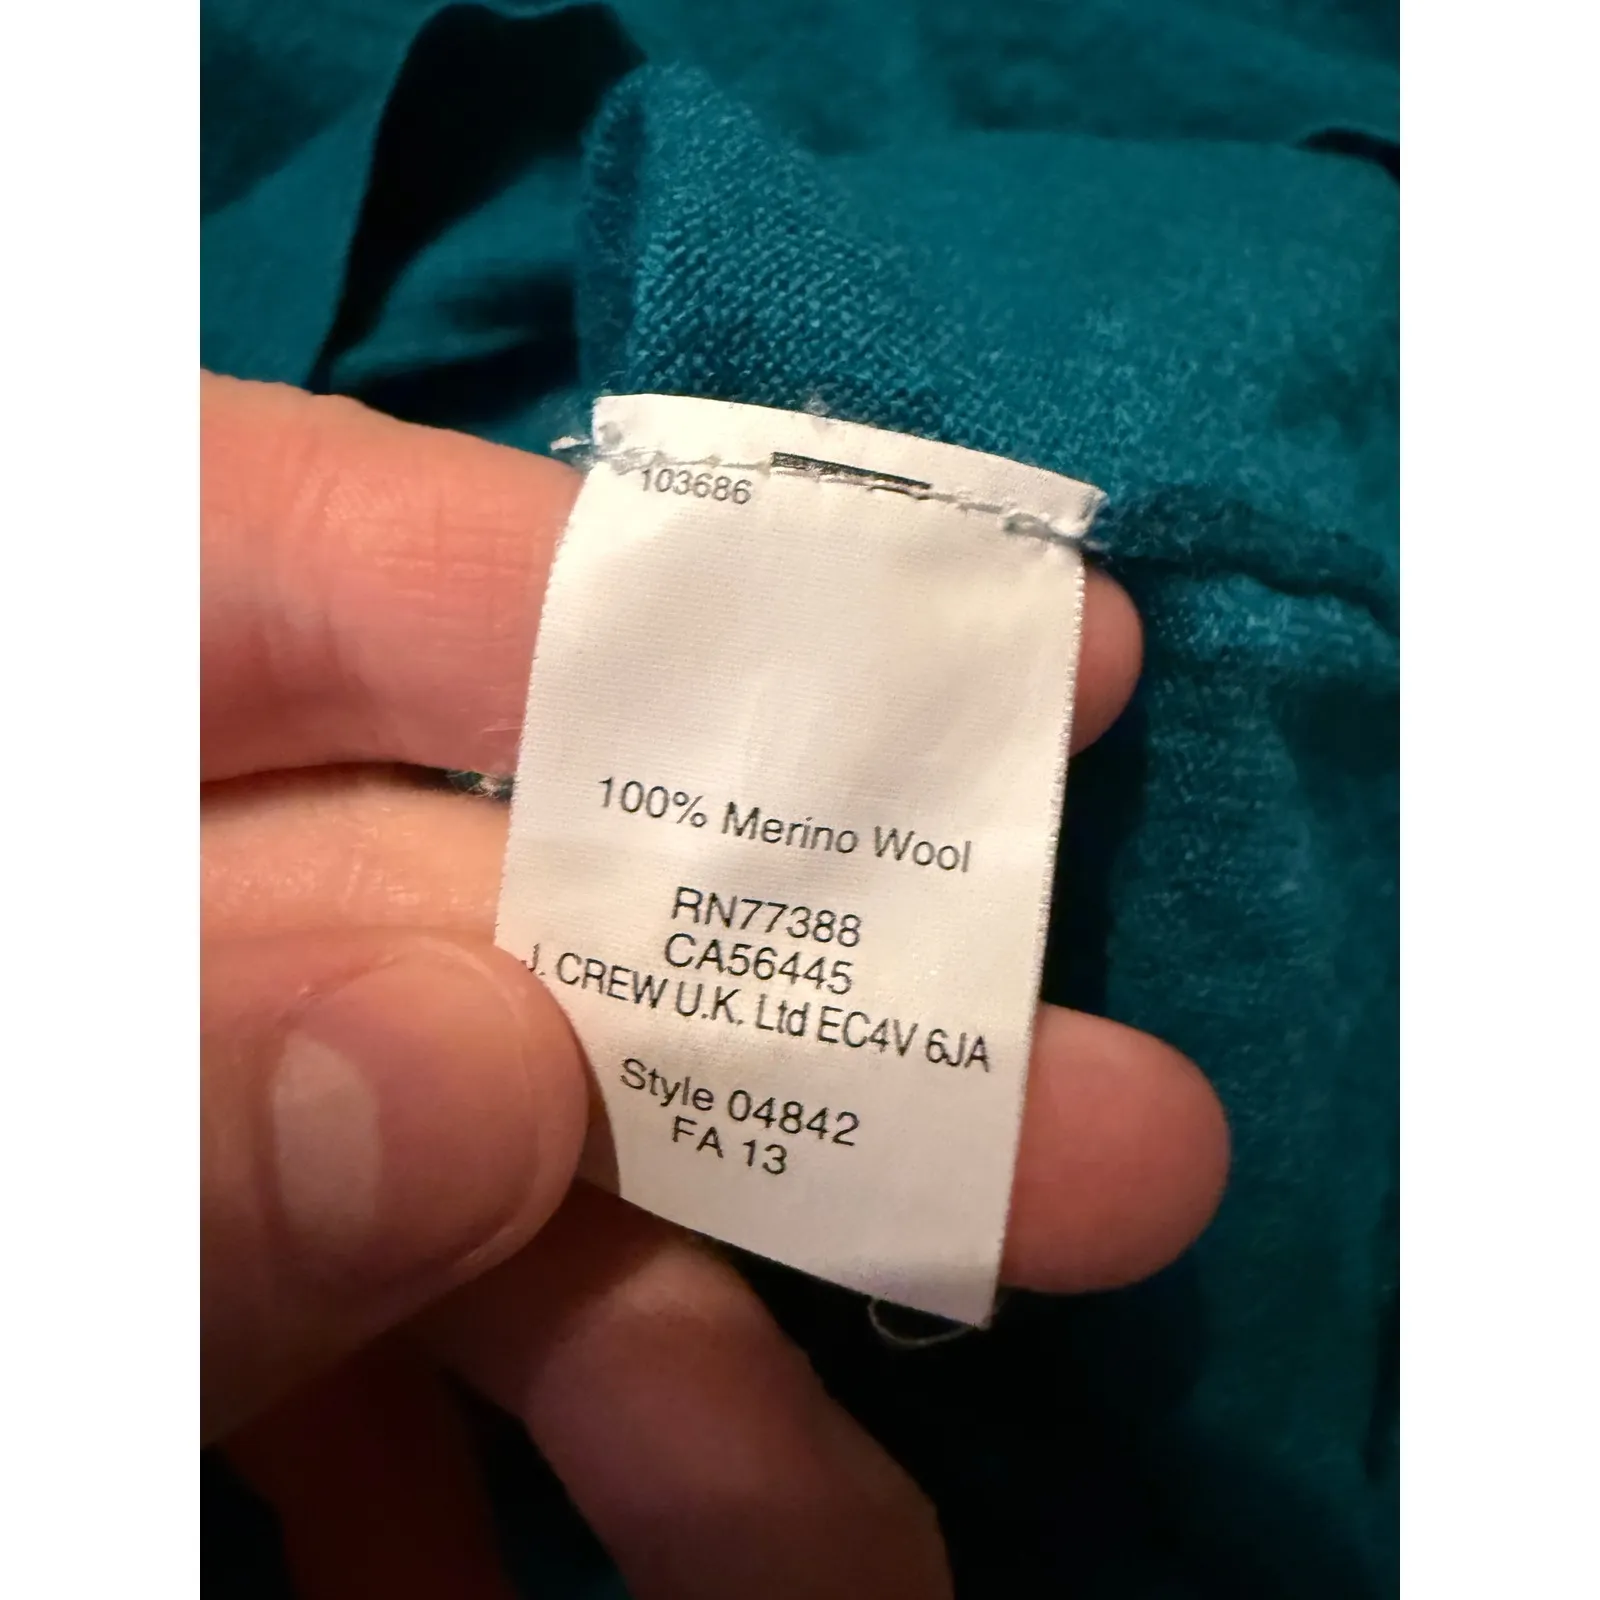 103686
100% Merino Wool
RN77388
CA56445
J. CREW U.K. Ltd EC4V 6JA
Style 04842
FA 13